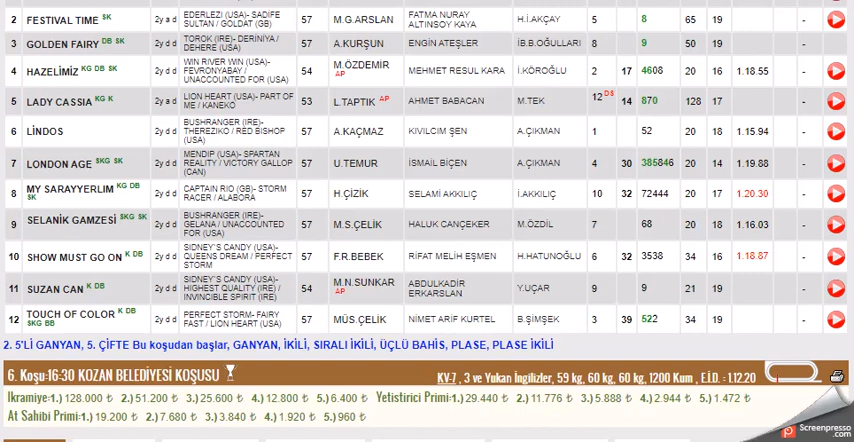 2 FESTIVAL TIME SK 2y a d EDERLEZI (USA)- SADİFE SULTAN / GOLDAT (GB) 57 M.G.ARSLAN FATMA NURAY ALTINSOY KAYA H.İ.AKÇAY 5 8 65 19 -
3 GOLDEN FAIRY DB SK 2y d d TOROK (IRE)- DERINIYA / DEHERE (USA) 57 A.KURŞUN ENGİN ATEŞLER İB.B.OĞULLARI 8 9 50 19 -
4 HAZELİMİZ KG DB SK 2y d d WIN RIVER WIN (USA)- FEVRONYABAY / UNACCOUNTED FOR (USA) 54 M.ÖZDEMİR AP MEHMET RESUL KARA İ.KÖROĞLU 2 17 4608 20 16 1.18.55 -
5 LADY CASSIA KG K 2y a d LION HEART (USA)- PART OF ME / KANEKO 53 L.TAPTIK AP AHMET BABACAN M.TEK 12 DS 14 870 128 17 -
6 LİNDOS 2y d d BUSHRANGER (IRE)- THEREZIKO / RED BISHOP (USA) 57 A.KAÇMAZ KIVILCIM ŞEN A.ÇIKMAN 1 52 20 20 1.15.94 -
7 LONDON AGE SKG SK 2y d d MENDIP (USA)- SPARTAN REALITY / VICTORY GALLOP (CAN) 57 U.TEMUR İSMAİL BİÇEN A.ÇIKMAN 4 30 385846 20 14 1.19.88 -
8 MY SARAYYERLIM KG DB SK 2y d d CAPTAIN RIO (GB)- STORM RACER / ALABORA 57 H.ÇİZİK SELAMİ AKKILIÇ İ.AKKILIÇ 10 32 72444 20 17 1.20.30 -
9 SELANİK GAMZESİ SKG SK 2y d d BUSHRANGER (IRE)- GELANA / UNACCOUNTED FOR (USA) 57 M.S.ÇELİK HALUK CANÇEKER M.ÖZDİL 7 68 20 18 1.16.03 -
10 SHOW MUST GO ON K DB 2y d d SIDNEY'S CANDY (USA)- QUEENS DREAM / PERFECT STORM 57 F.R.BEBEK RİFAT MELİH EŞMEN H.HATUNOĞLU 6 32 3538 34 16 1.18.87 -
11 SUZAN CAN K DB 2y d d SIDNEY'S CANDY (USA)- HIGHEST QUALITY (IRE) / INVINCIBLE SPIRIT (IRE) 54 M.N.SUNKAR AP ABDULKADİR ERKARSLAN Y.UÇAR 9 9 21 19 -
12 TOUCH OF COLOR K DB SKG BB 2y d d PERFECT STORM- FAIRY FAST / LION HEART (USA) 57 MÜS.ÇELİK NİMET ARİF KURTEL B.ŞİMŞEK 3 39 522 34 19 -
2. 5'Lİ GANYAN, 5. ÇİFTE Bu koşudan başlar, GANYAN, İKİLİ, SIRALI İKİLİ, ÜÇLÜ BAHİS, PLASE, PLASE İKİLİ
6. Koşu:16:30 KOZAN BELEDİYESİ KOŞUSU KV-7 , 3 ve Yukarı İngilizler, 59 kg, 60 kg, 60 kg, 1200 Kum , E.İ.D. : 1.12.20
İkramiye:1.) 128.000 ₺ 2.) 51.200 ₺ 3.) 25.600 ₺ 4.) 12.800 ₺ 5.) 6.400 ₺ Yetistirici Primi:1.) 29.440 ₺ 2.) 11.776 ₺ 3.) 5.888 ₺ 4.) 2.944 ₺ 5.) 1.472 ₺
At Sahibi Primi:1.) 19.200 ₺ 2.) 7.680 ₺ 3.) 3.840 ₺ 4.) 1.920 ₺ 5.) 960 ₺
Screenpresso.com